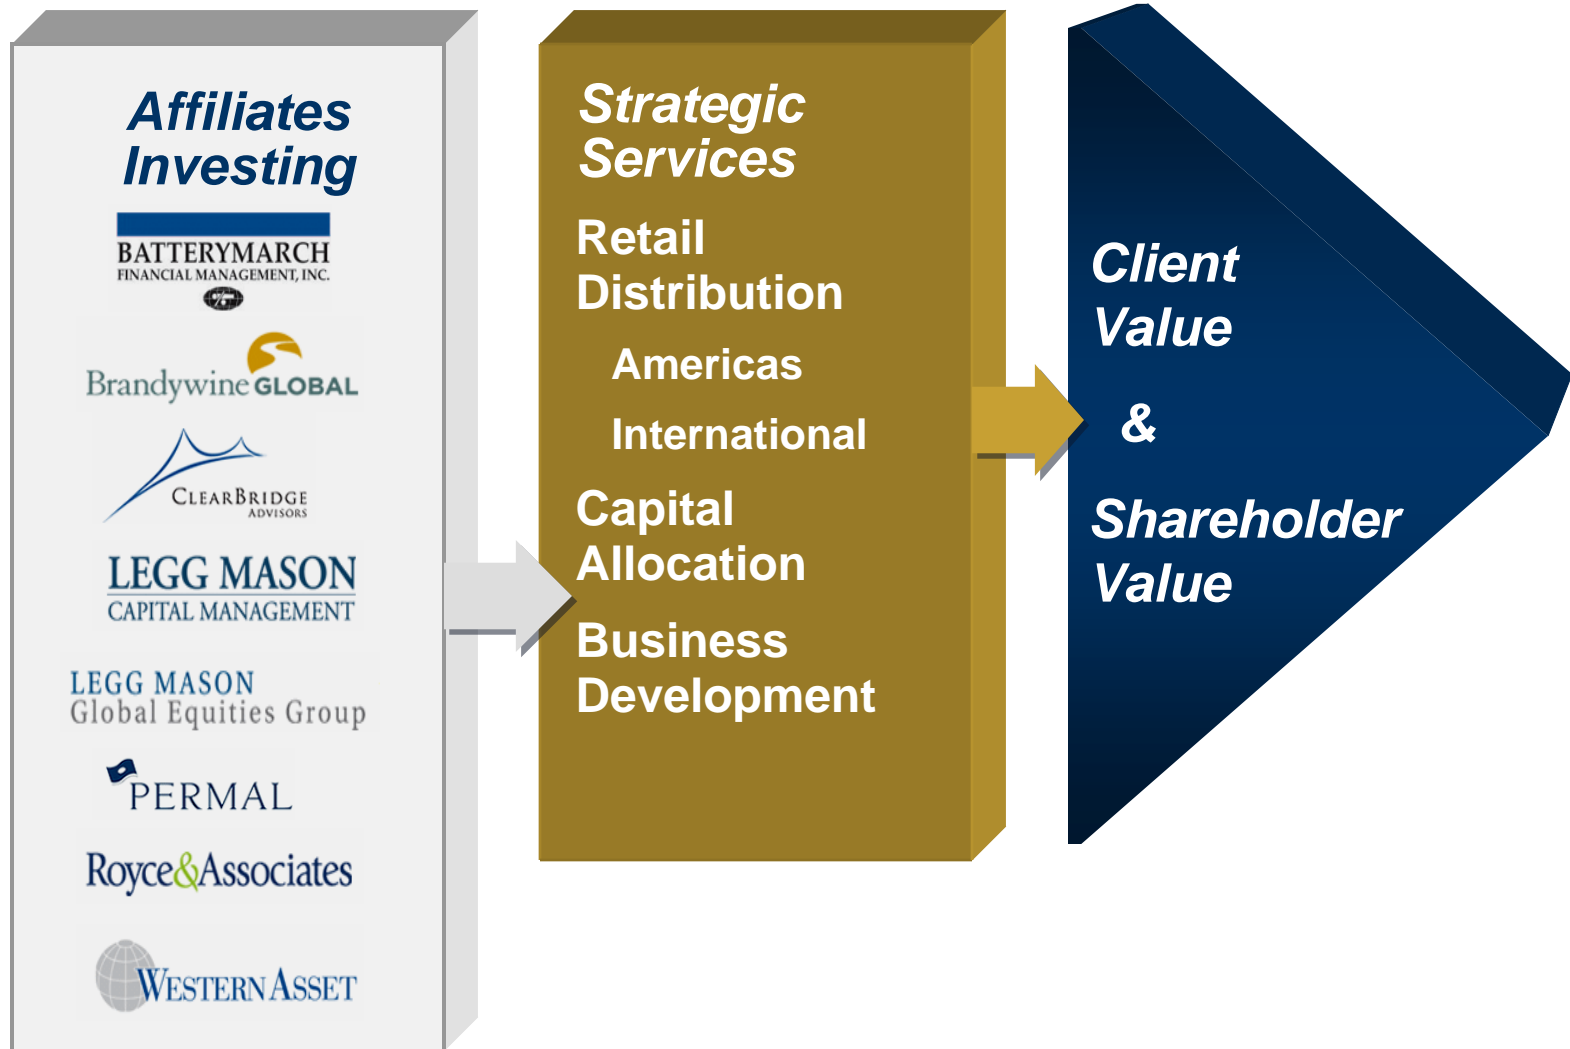 Affiliates
Investing
BATTERYMARCH
FINANCIAL MANAGEMENT, INC.
Brandywine GLOBAL
CLEARBRIDGE
ADVISORS
LEGG MASON
CAPITAL MANAGEMENT
LEGG MASON
Global Equities Group
PERMAL
Royce&Associates
WESTERN ASSET
Strategic
Services
Retail
Distribution
Americas
International
Capital
Allocation
Business
Development
Client
Value
&
Shareholder
Value